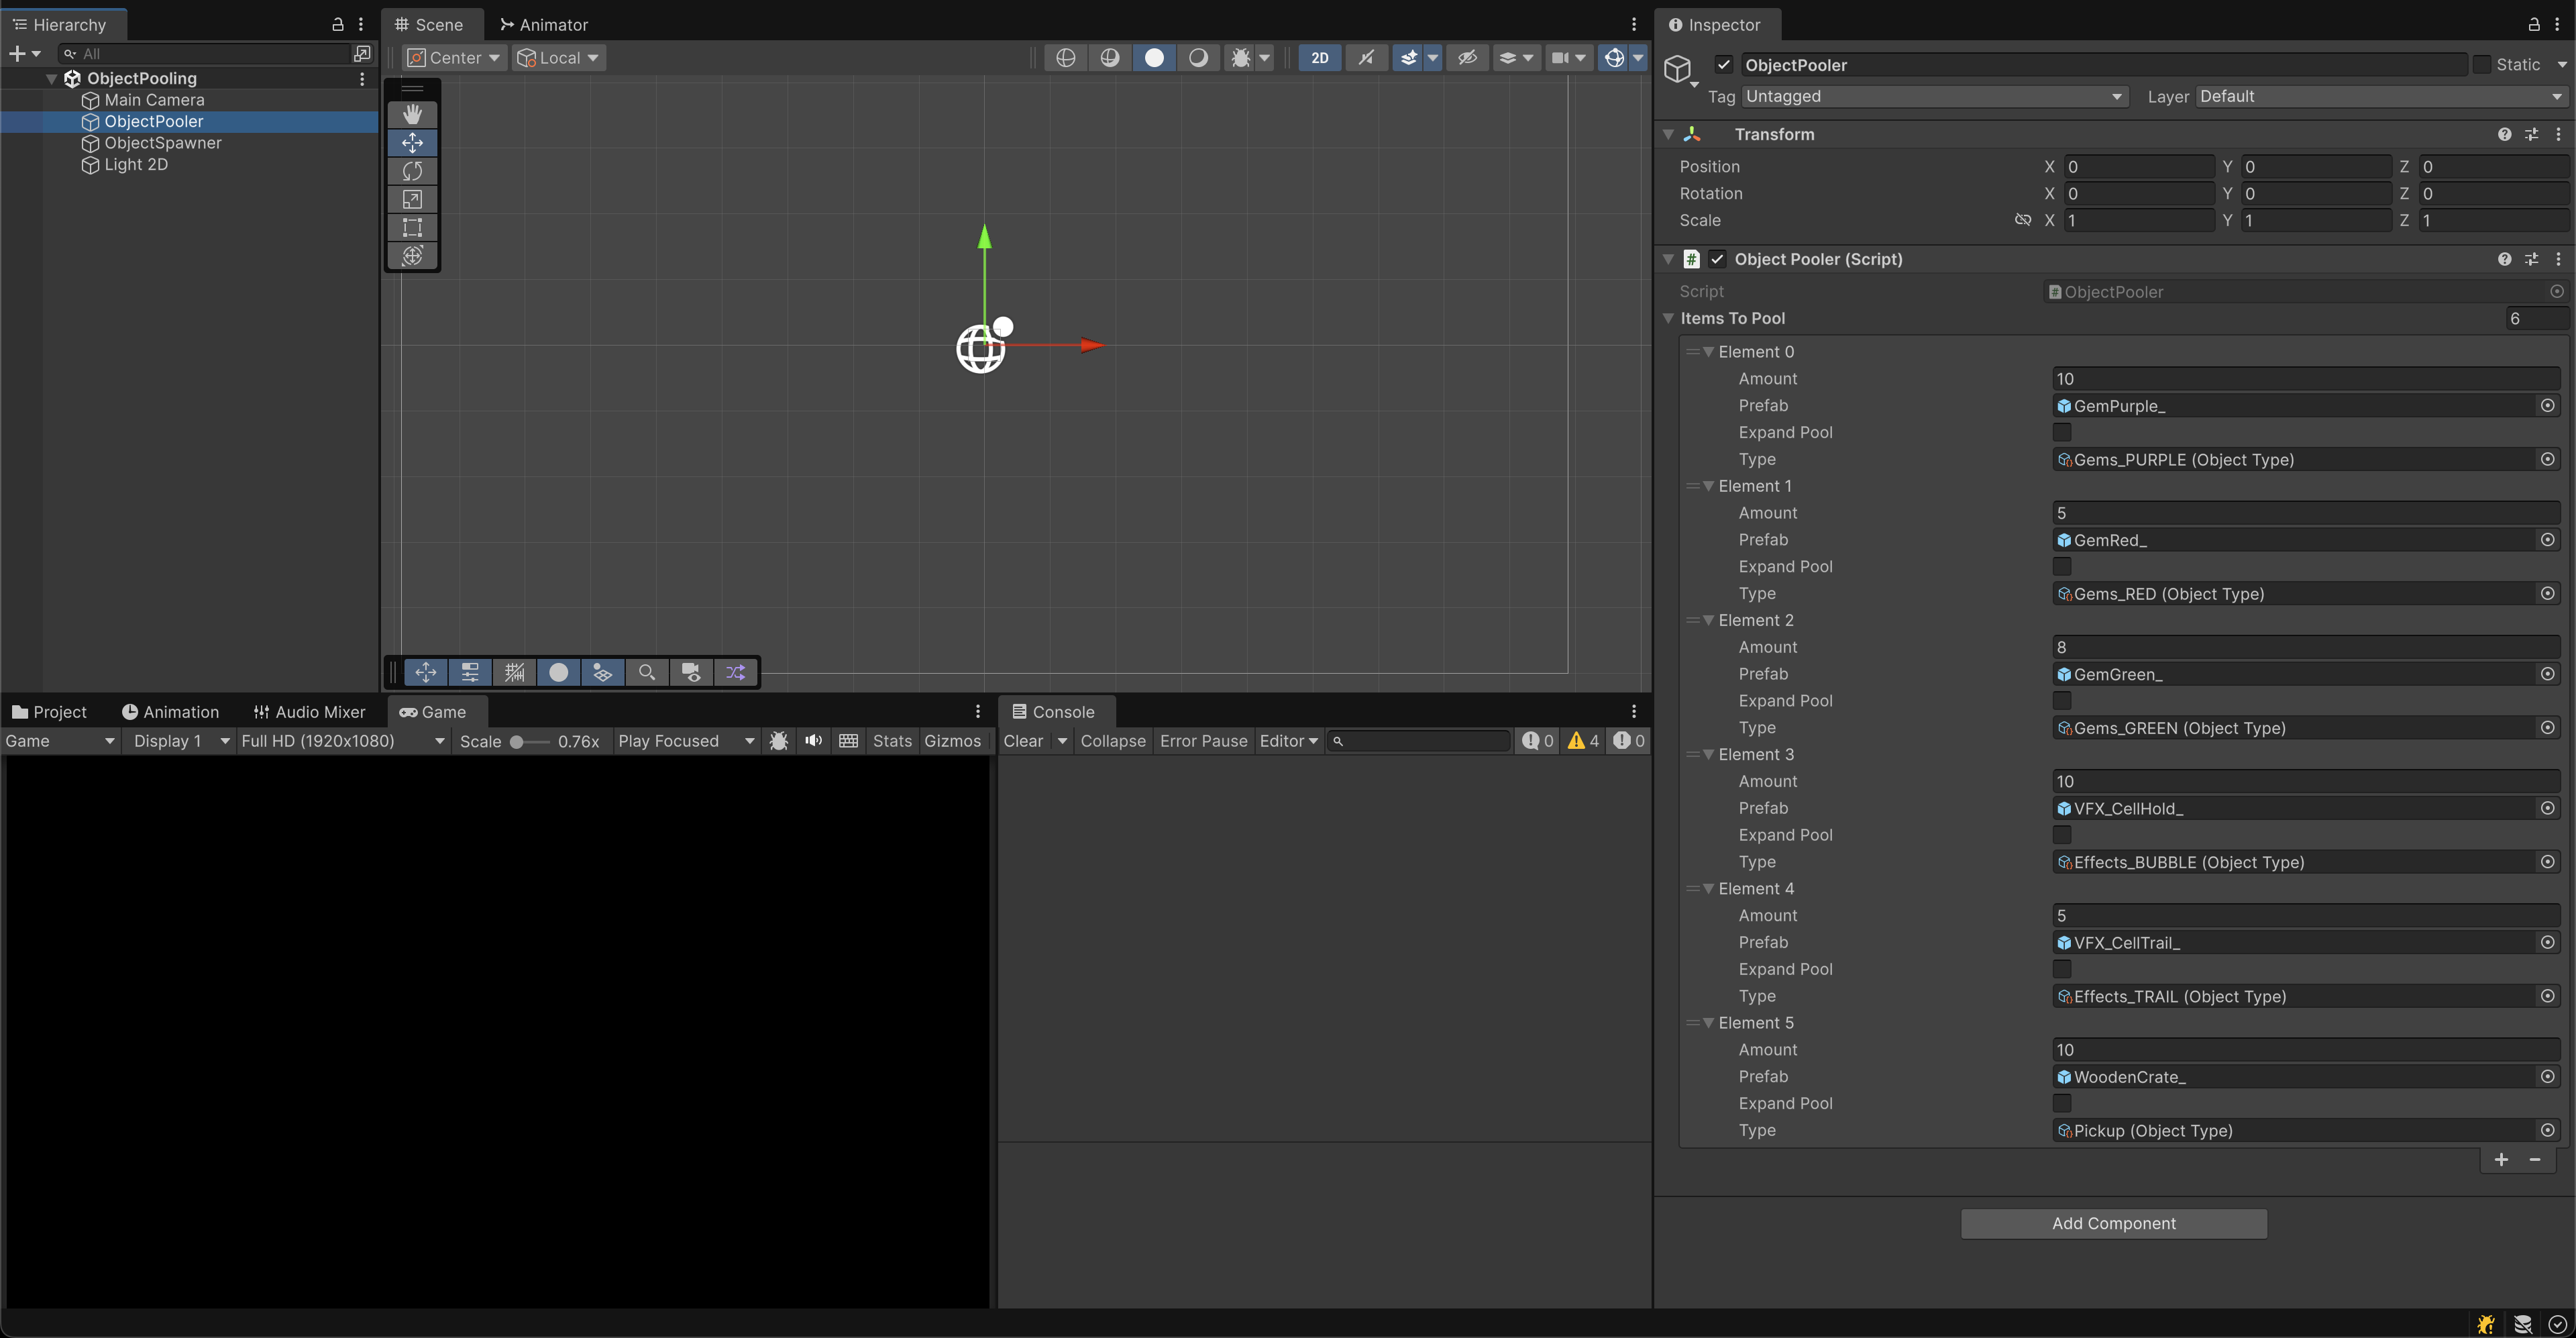 Hierarchy
All
ObjectPooling
Main Camera
ObjectPooler
ObjectSpawner
Light 2D
Scene
Animator
Center
Local
2D
Project
Animation
Audio Mixer
Game
Game
Display 1
Full HD (1920x1080)
Scale
0.76x
Play Focused
Stats
Gizmos
Console
Clear
Collapse
Error Pause
Editor
0
4
0
Inspector
ObjectPooler
Static
Tag Untagged
Layer Default
Transform
Position X 0 Y 0 Z 0
Rotation X 0 Y 0 Z 0
Scale X 1 Y 1 Z 1
# Object Pooler (Script)
Script # ObjectPooler
Items To Pool 6
Element 0
Amount 10
Prefab GemPurple_
Expand Pool
Type Gems_PURPLE (Object Type)
Element 1
Amount 5
Prefab GemRed_
Expand Pool
Type Gems_RED (Object Type)
Element 2
Amount 8
Prefab GemGreen_
Expand Pool
Type Gems_GREEN (Object Type)
Element 3
Amount 10
Prefab VFX_CellHold_
Expand Pool
Type Effects_BUBBLE (Object Type)
Element 4
Amount 5
Prefab VFX_CellTrail_
Expand Pool
Type Effects_TRAIL (Object Type)
Element 5
Amount 10
Prefab WoodenCrate_
Expand Pool
Type Pickup (Object Type)
+ −
Add Component